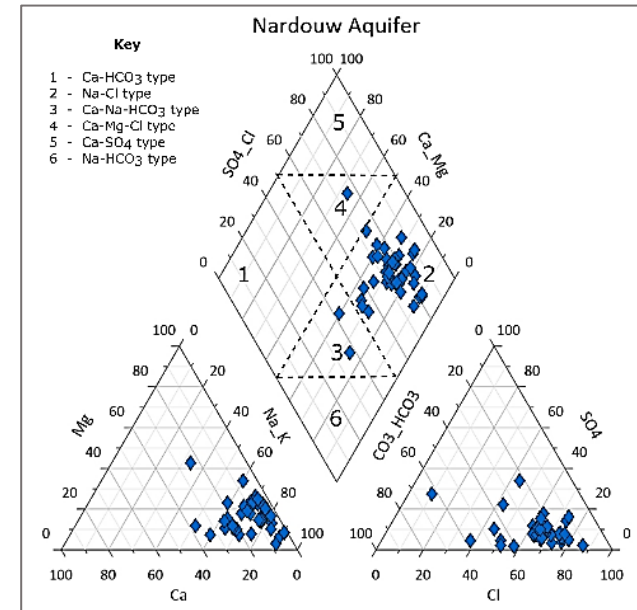 Nardouw Aquifer
Key
1 - Ca-HCO3 type
2 - Na-Cl type
3 - Ca-Na-HCO3 type
4 - Ca-Mg-Cl type
5 - Ca-SO4 type
6 - Na-HCO3 type
100 100
80 80
5
60 60
SO4_Cl Ca_Mg
40 40
4
20 20
0 0
1 2
3
6
100 0 0 100
80 20 20 80
Mg Na_K CO3_HCO3 SO4
60 40 40 60
40 60 60 40
20 80 80 20
0 100 100 0
100 80 60 40 20 0 0 20 40 60 80 100
Ca Cl